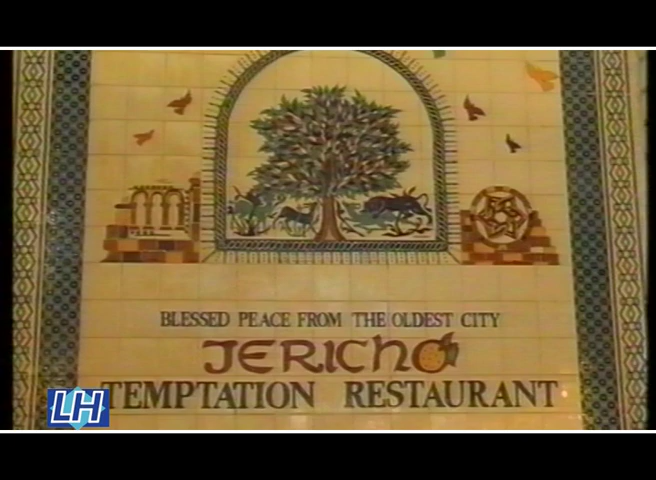 BLESSED PEACE FROM THE OLDEST CITY
JERICHO
TEMPTATION RESTAURANT
LH